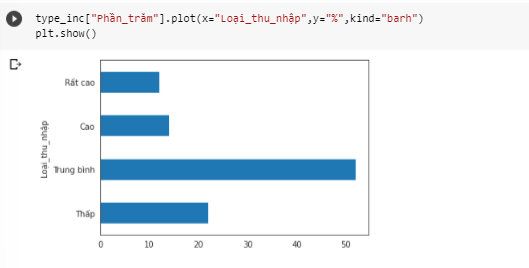 type_inc["Phần_trăm"].plot(x="Loại_thu_nhập",y="%",kind="barh")
plt.show()
Loại_thu_nhập
Rất cao
Cao
Trung bình
Thấp
0 10 20 30 40 50